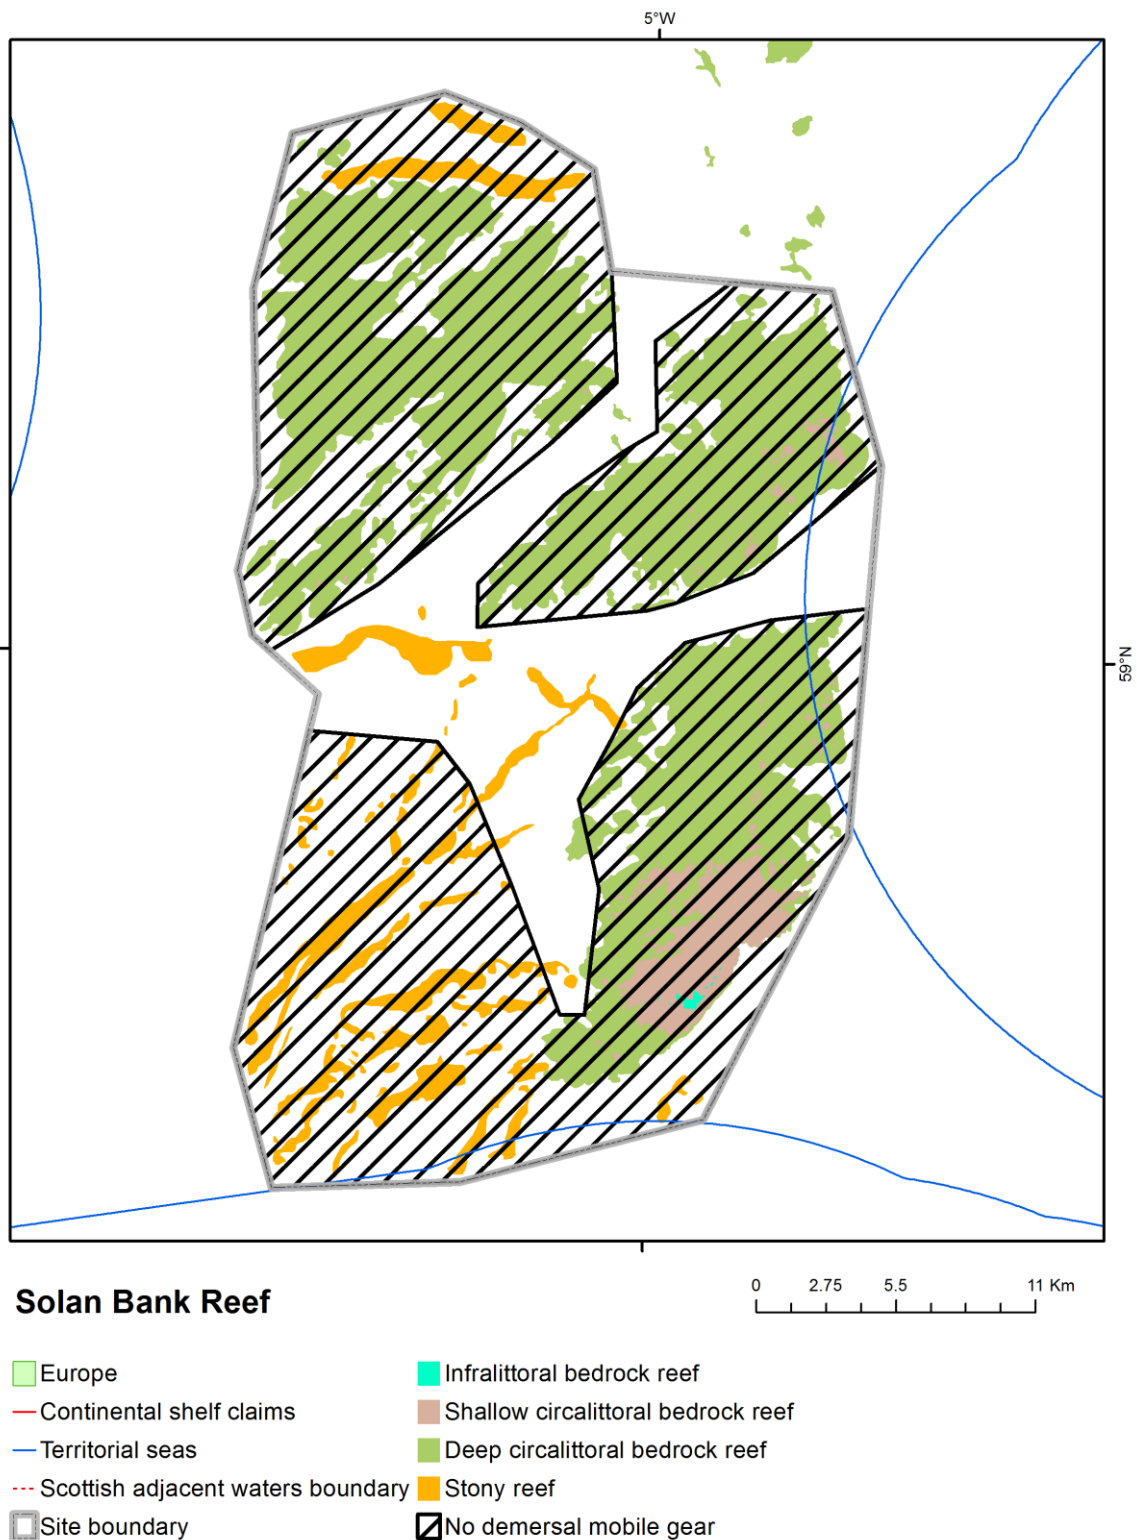 5°W
59°N
Solan Bank Reef
0 2.75 5.5 11 Km
Europe
Continental shelf claims
Territorial seas
Scottish adjacent waters boundary
Site boundary
Infralittoral bedrock reef
Shallow circalittoral bedrock reef
Deep circalittoral bedrock reef
Stony reef
No demersal mobile gear